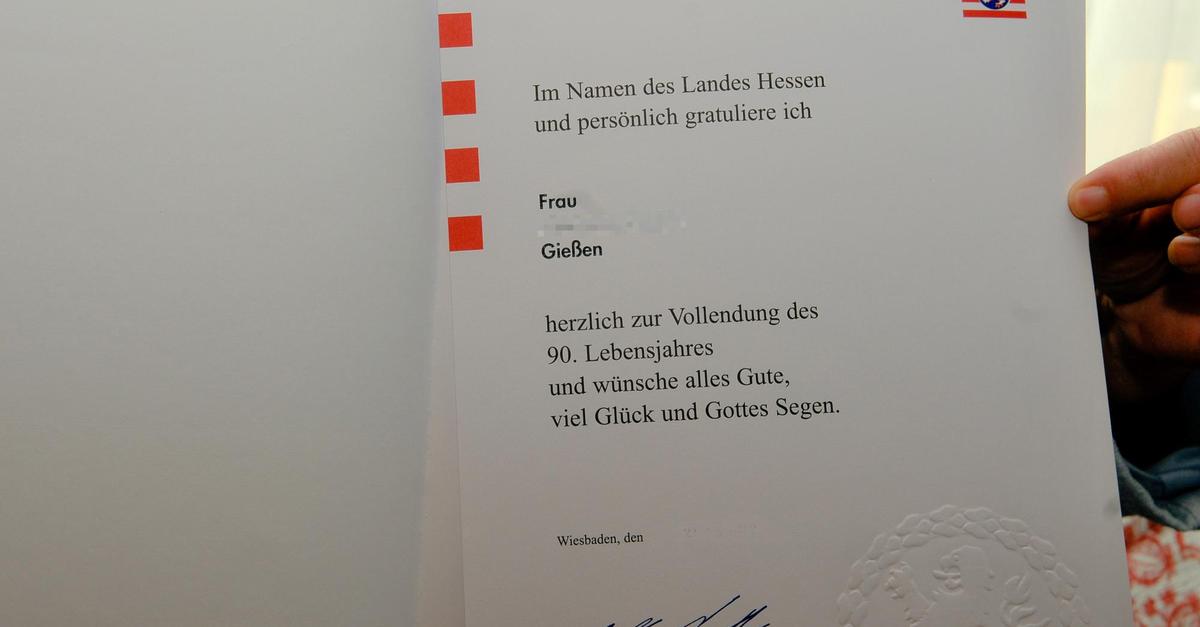 Im Namen des Landes Hessen
und persönlich gratuliere ich
Frau
Gießen
herzlich zur Vollendung des
90. Lebensjahres
und wünsche alles Gute,
viel Glück und Gottes Segen.
Wiesbaden, den